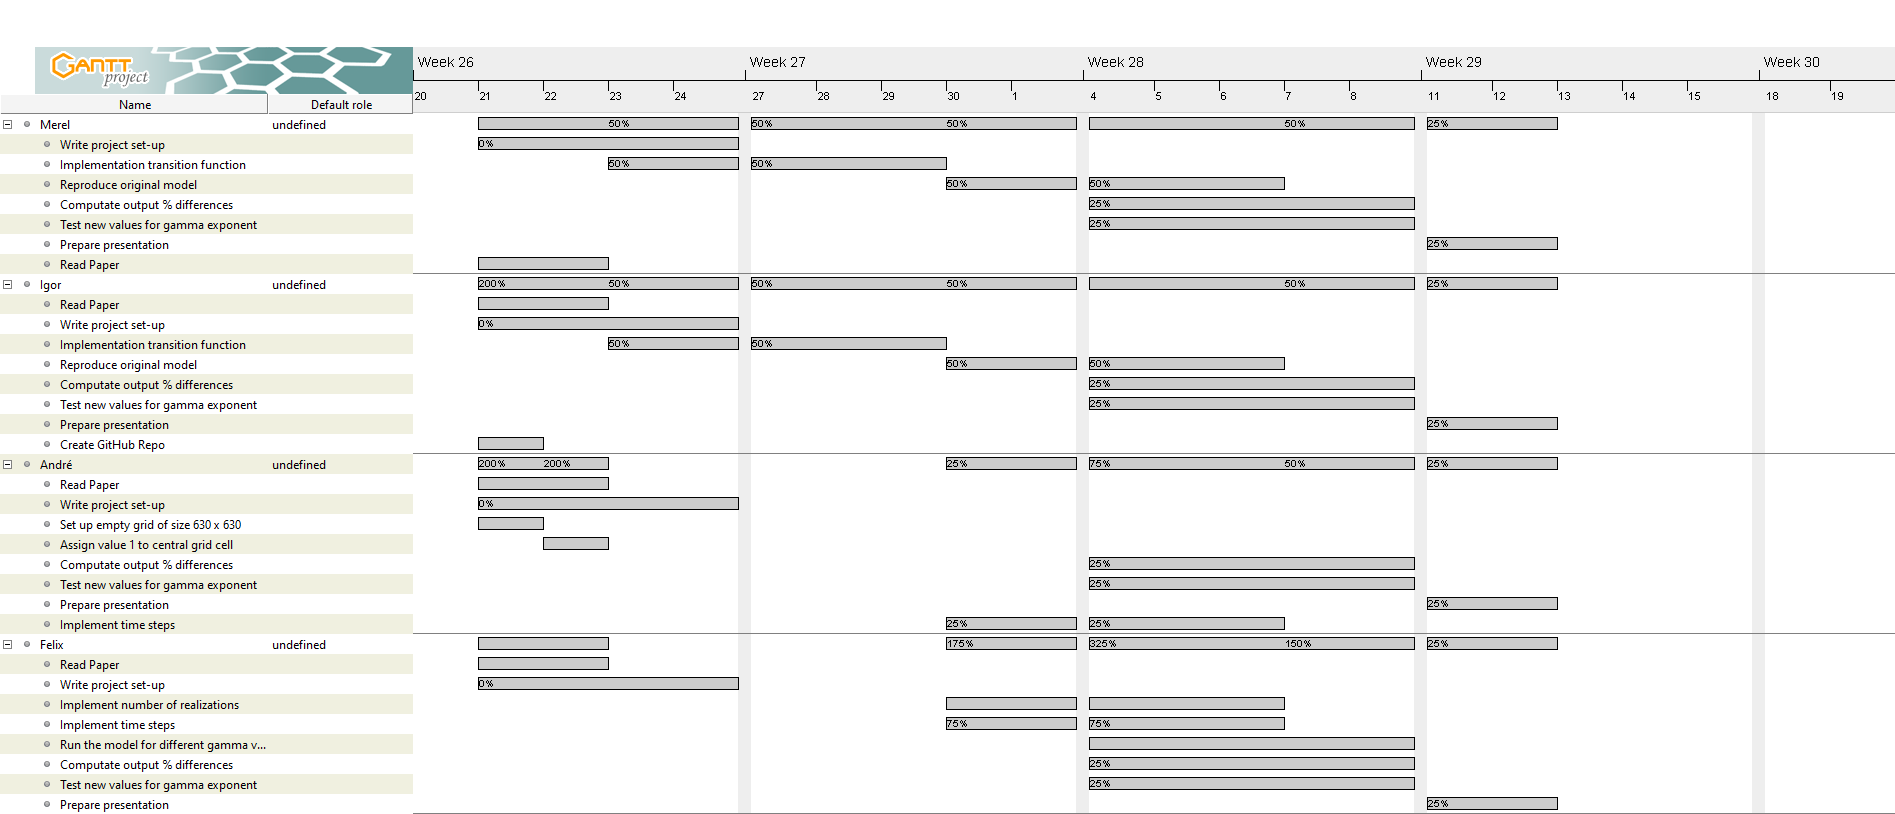 GANTT project
Week 26 Week 27 Week 28 Week 29 Week 30
20 21 22 23 24 27 28 29 30 1 4 5 6 7 8 11 12 13 14 15 18 19
Name Default role
Merel undefined 50% 50% 50% 50% 25%
Write project set-up 0%
Implementation transition function 50% 50%
Reproduce original model 50% 50%
Computate output % differences 25%
Test new values for gamma exponent 25%
Prepare presentation 25%
Read Paper
Igor undefined 200% 50% 50% 50% 50% 25%
Read Paper
Write project set-up 0%
Implementation transition function 50% 50%
Reproduce original model 50% 50%
Computate output % differences 25%
Test new values for gamma exponent 25%
Prepare presentation 25%
Create GitHub Repo
André undefined 200% 200% 25% 75% 50% 25%
Read Paper
Write project set-up 0%
Set up empty grid of size 630 x 630
Assign value 1 to central grid cell
Computate output % differences 25%
Test new values for gamma exponent 25%
Prepare presentation 25%
Implement time steps 25% 25%
Felix undefined 175% 325% 150% 25%
Read Paper
Write project set-up 0%
Implement number of realizations
Implement time steps 75% 75%
Run the model for different gamma v...
Computate output % differences 25%
Test new values for gamma exponent 25%
Prepare presentation 25%